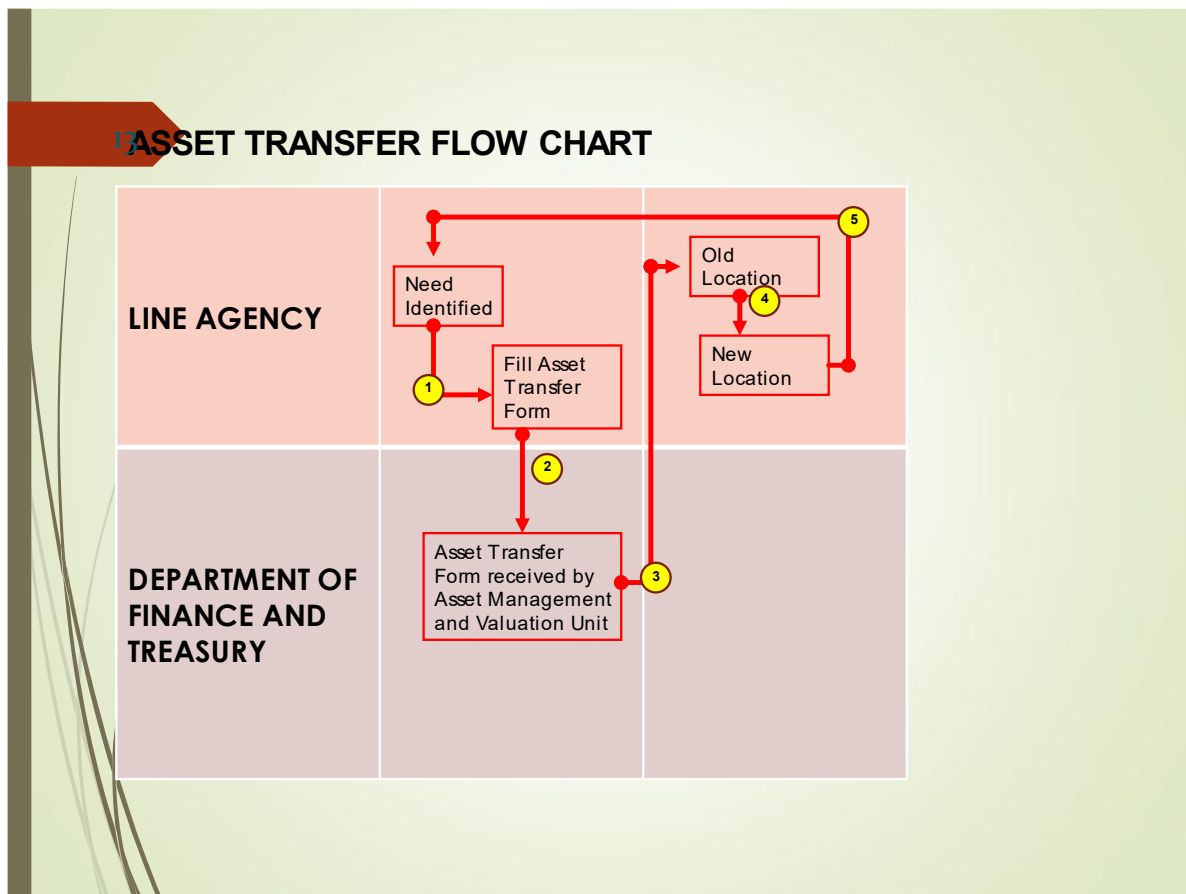 13
ASSET TRANSFER FLOW CHART
LINE AGENCY
Need
Identified
1
Fill Asset
Transfer
Form
2
Old
Location
4
New
Location
5
DEPARTMENT OF
FINANCE AND
TREASURY
Asset Transfer
Form received by
Asset Management
and Valuation Unit
3